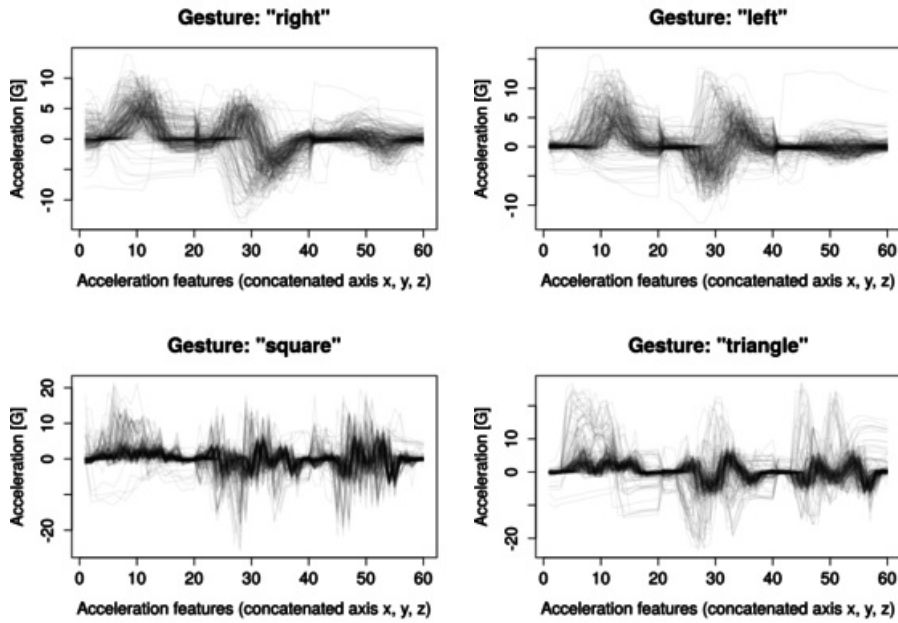 Gesture: "right"
Acceleration [G]
10
5
0
-10
0 10 20 30 40 50 60
Acceleration features (concatenated axis x, y, z)
Gesture: "left"
Acceleration [G]
15
10
5
0
-10
0 10 20 30 40 50 60
Acceleration features (concatenated axis x, y, z)
Gesture: "square"
Acceleration [G]
20
10
0
-20
0 10 20 30 40 50 60
Acceleration features (concatenated axis x, y, z)
Gesture: "triangle"
Acceleration [G]
20
10
0
-20
0 10 20 30 40 50 60
Acceleration features (concatenated axis x, y, z)